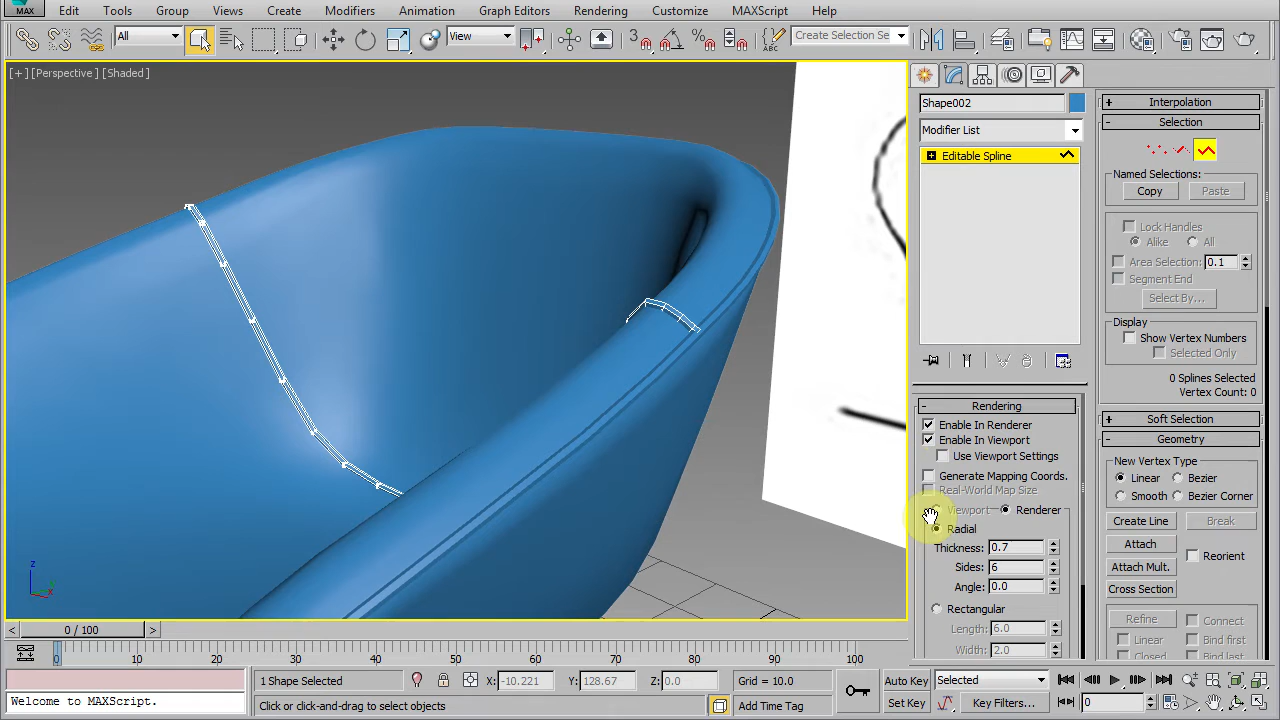 MAX Edit Tools Group Views Create Modifiers Animation Graph Editors Rendering Customize MAXScript Help
All View 3 Create Selection Se
[+][Perspective][Shaded]
Shape002
Modifier List
Editable Spline
Rendering
Enable In Renderer
Enable In Viewport
Use Viewport Settings
Generate Mapping Coords.
Real-World Map Size
Viewport Renderer
Radial
Thickness: 0.7
Sides: 6
Angle: 0.0
Rectangular
Length: 6.0
Width: 2.0
+ Interpolation
- Selection
Named Selections:
Copy Paste
Lock Handles
Alike All
Area Selection: 0.1
Segment End
Select By...
Display
Show Vertex Numbers
Selected Only
0 Splines Selected
Vertex Count: 0
+ Soft Selection
- Geometry
New Vertex Type
Linear Bezier
Smooth Bezier Corner
Create Line Break
Attach Reorient
Attach Mult.
Cross Section
Refine Connect
Linear Bind first
Closed Bind last
z
x
< 0 / 100 >
0 10 20 30 40 50 60 70 80 90 100
1 Shape Selected X: -10.221 Y: 128.67 Z: 0.0 Grid = 10.0 Auto Key Selected
Welcome to MAXScript. Click or click-and-drag to select objects Add Time Tag Set Key Key Filters... 0